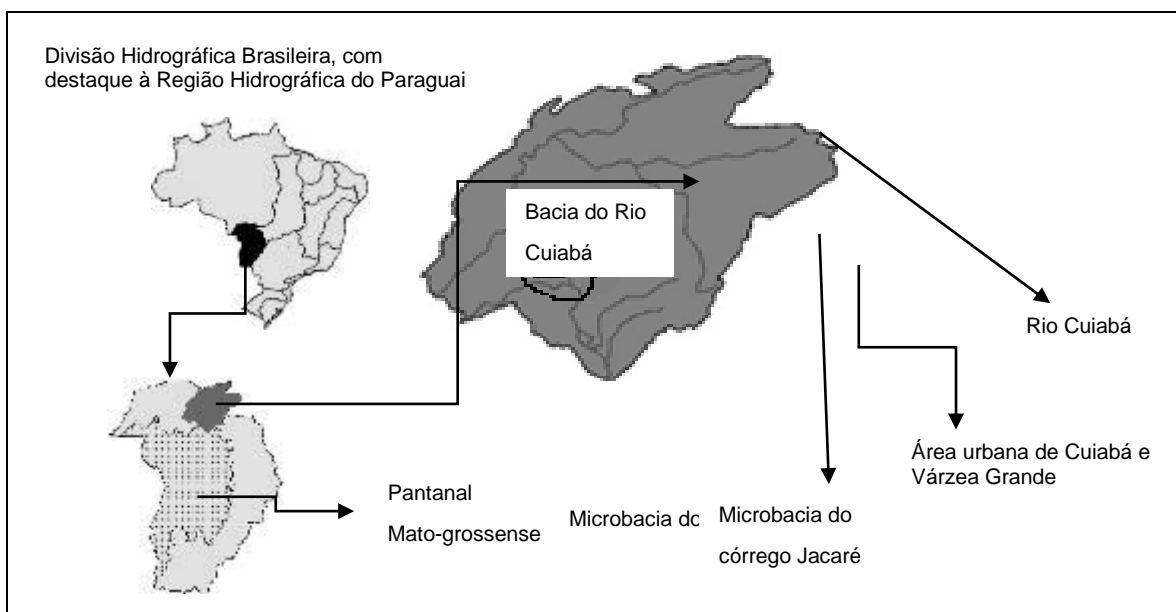 Divisão Hidrográfica Brasileira, com
destaque à Região Hidrográfica do Paraguai
Bacia do Rio
Cuiabá
Rio Cuiabá
Área urbana de Cuiabá e
Várzea Grande
Pantanal
Mato-grossense
Microbacia do
Microbacia do
córrego Jacaré